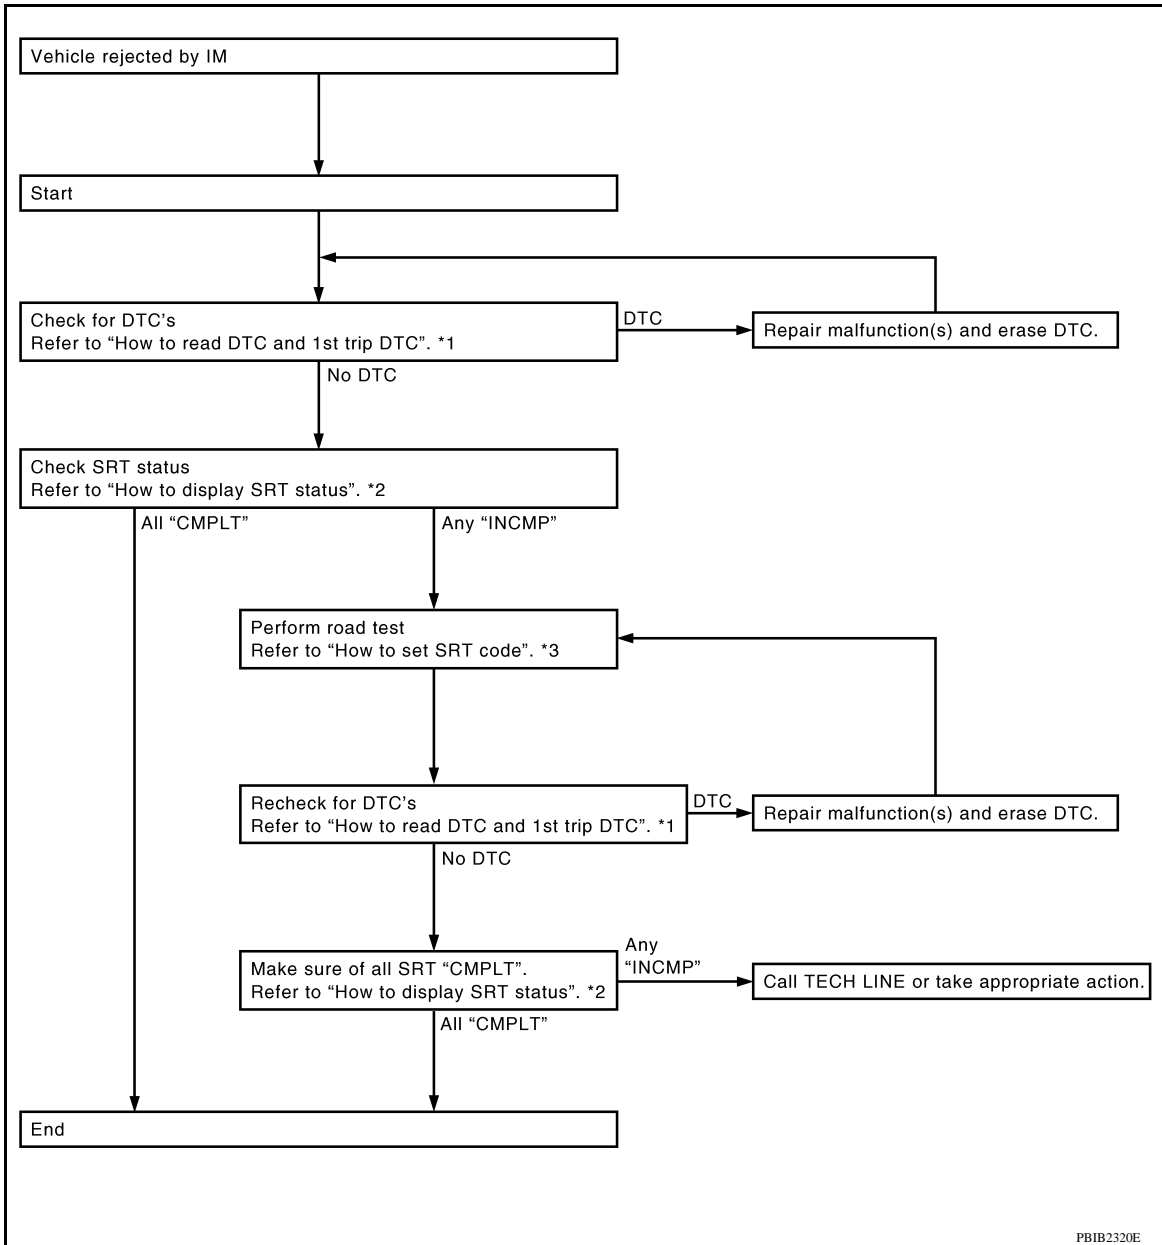 Vehicle rejected by IM
Start
Check for DTC's
Refer to “How to read DTC and 1st trip DTC”. *1
DTC
Repair malfunction(s) and erase DTC.
No DTC
Check SRT status
Refer to “How to display SRT status”. *2
All “CMPLT”
Any “INCMP”
Perform road test
Refer to “How to set SRT code”. *3
Recheck for DTC's
Refer to “How to read DTC and 1st trip DTC”. *1
DTC
Repair malfunction(s) and erase DTC.
No DTC
Make sure of all SRT “CMPLT”.
Refer to “How to display SRT status”. *2
Any
“INCMP”
Call TECH LINE or take appropriate action.
All “CMPLT”
End
PBIB2320E